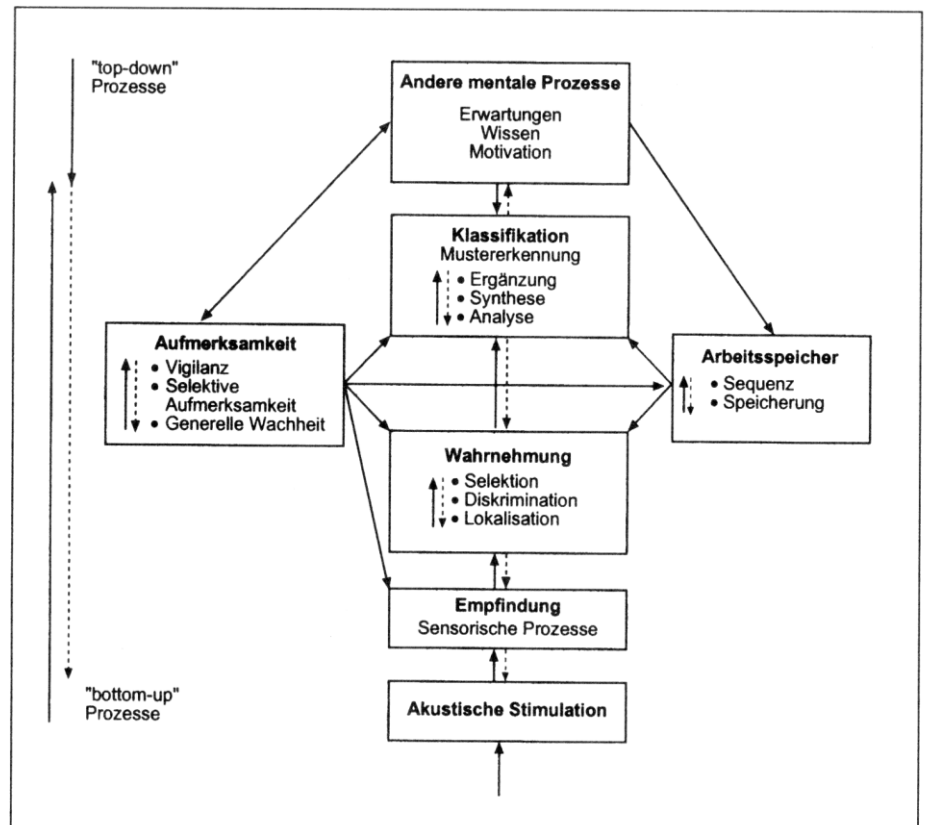 "top-down"
Prozesse
Andere mentale Prozesse
Erwartungen
Wissen
Motivation
Klassifikation
Mustererkennung
• Ergänzung
• Synthese
• Analyse
Aufmerksamkeit
• Vigilanz
• Selektive
Aufmerksamkeit
• Generelle Wachheit
Arbeitsspeicher
• Sequenz
• Speicherung
Wahrnehmung
• Selektion
• Diskrimination
• Lokalisation
Empfindung
Sensorische Prozesse
"bottom-up"
Prozesse
Akustische Stimulation